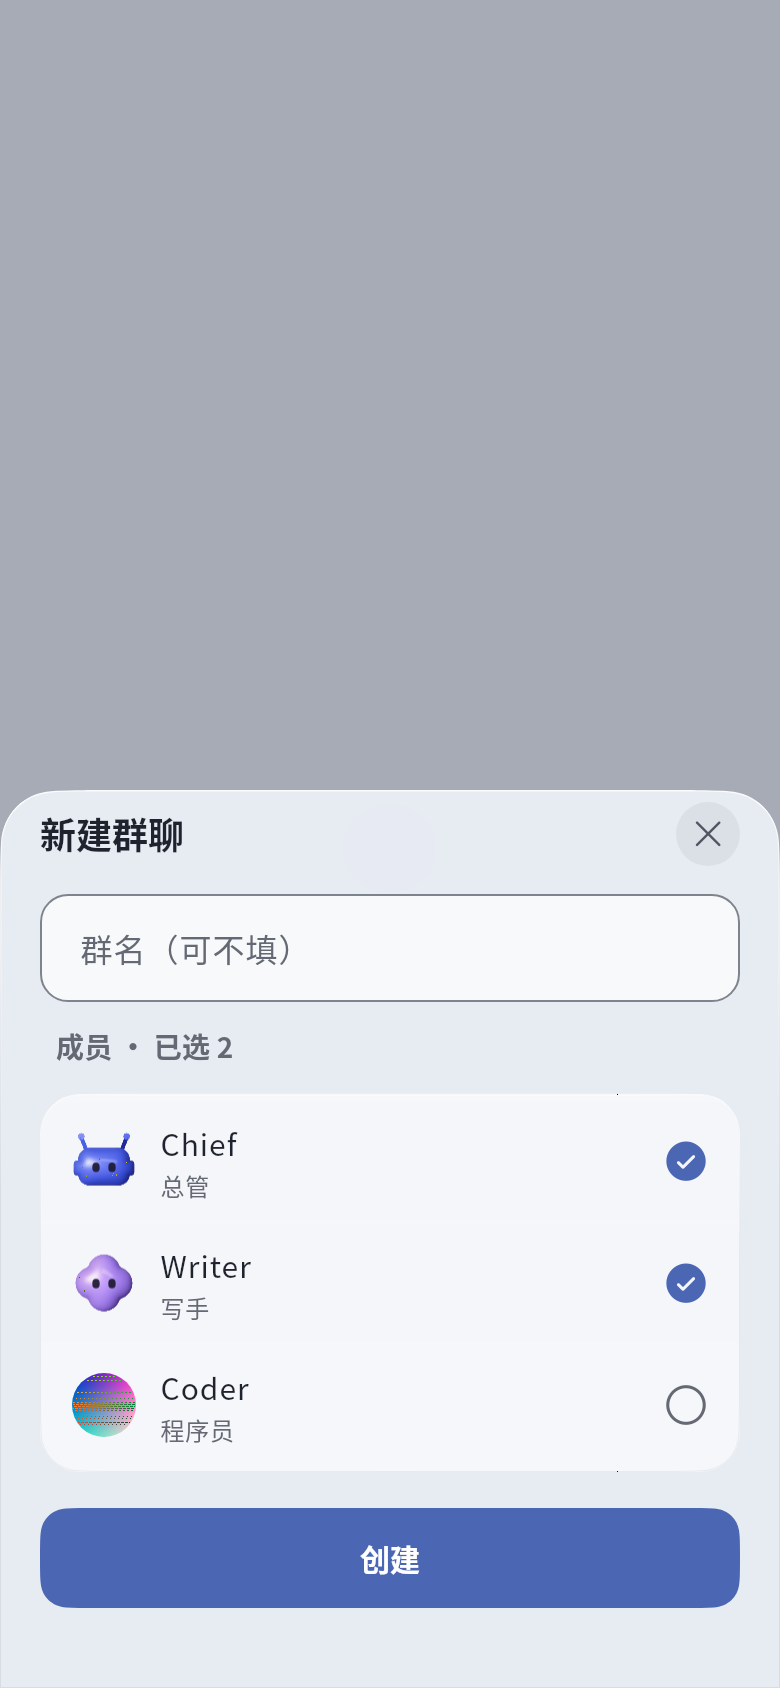 新建群聊
群名（可不填）
成员 · 已选 2
Chief
总管
Writer
写手
Coder
程序员
创建